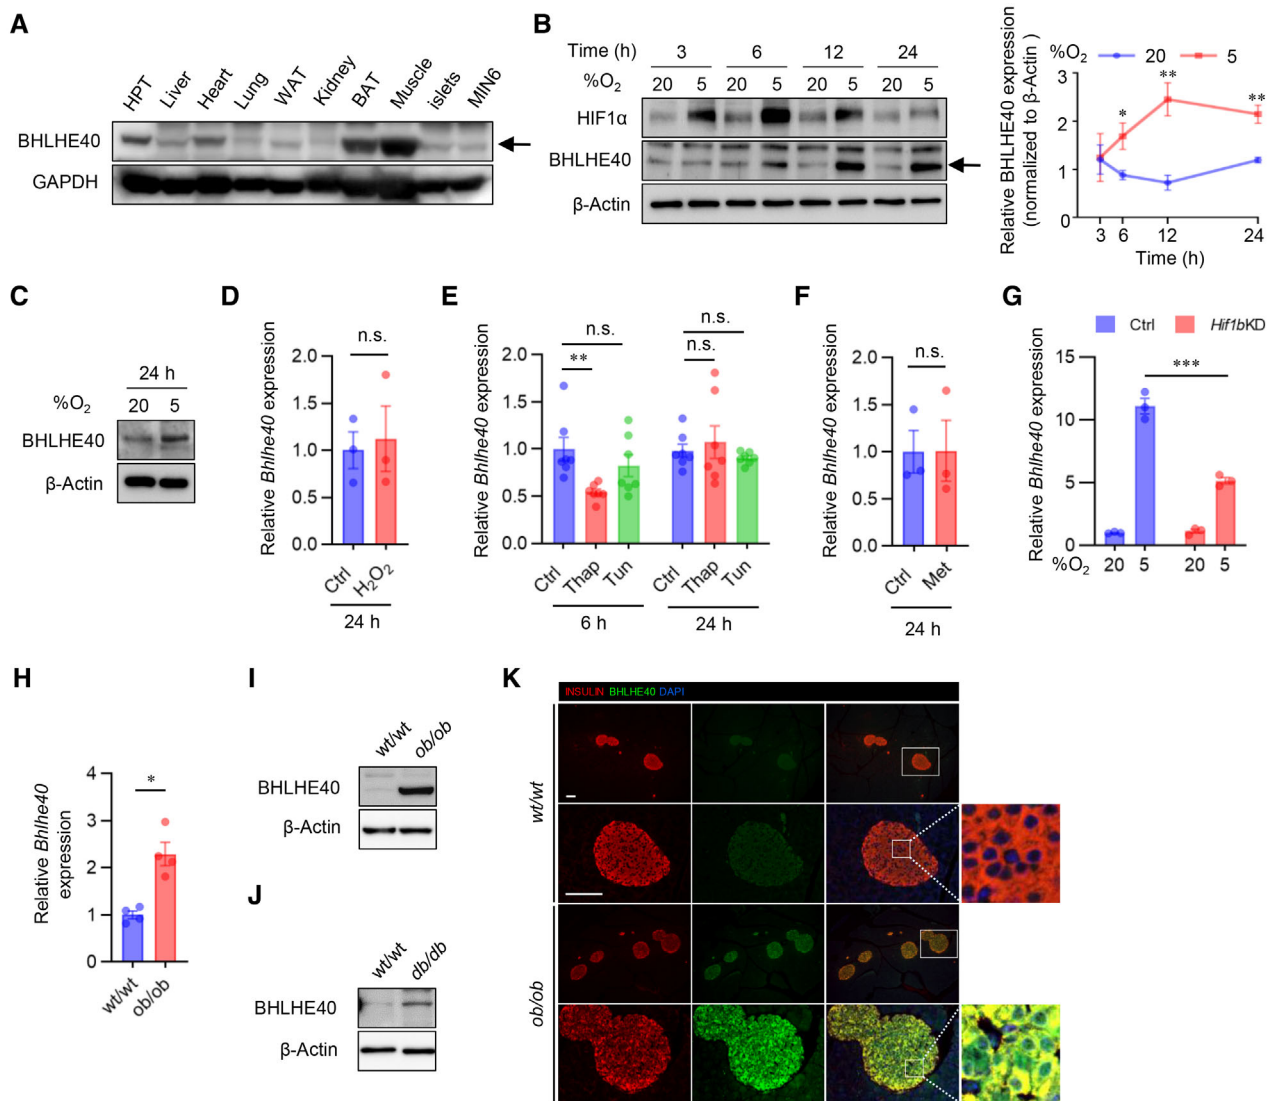 A
HPT Liver Heart Lung WAT Kidney BAT Muscle islets MIN6
BHLHE40
GAPDH
B
Time (h) 3 6 12 24
%O2 20 5 20 5 20 5 20 5
HIF1α
BHLHE40
β-Actin
Relative BHLHE40 expression
(normalized to β-Actin )
%O2 20 5
3
2
1
0
* ** **
3 6 12 24
Time (h)
C
24 h
%O2 20 5
BHLHE40
β-Actin
D
Relative Bhlhe40 expression
n.s.
2.0
1.5
1.0
0.5
0.0
Ctrl H2O2
24 h
E
Relative Bhlhe40 expression
n.s. n.s.
** n.s.
2.0
1.5
1.0
0.5
0.0
Ctrl Thap Tun Ctrl Thap Tun
6 h 24 h
F
Relative Bhlhe40 expression
n.s.
2.0
1.5
1.0
0.5
0.0
Ctrl Met
24 h
G
Ctrl Hif1bKD
Relative Bhlhe40 expression
***
15
10
5
0
%O2 20 5 20 5
H
Relative Bhlhe40
expression
*
4
3
2
1
0
wt/wt ob/ob
I
wt/wt ob/ob
BHLHE40
β-Actin
J
wt/wt db/db
BHLHE40
β-Actin
K
INSULIN BHLHE40 DAPI
wt/wt
ob/ob